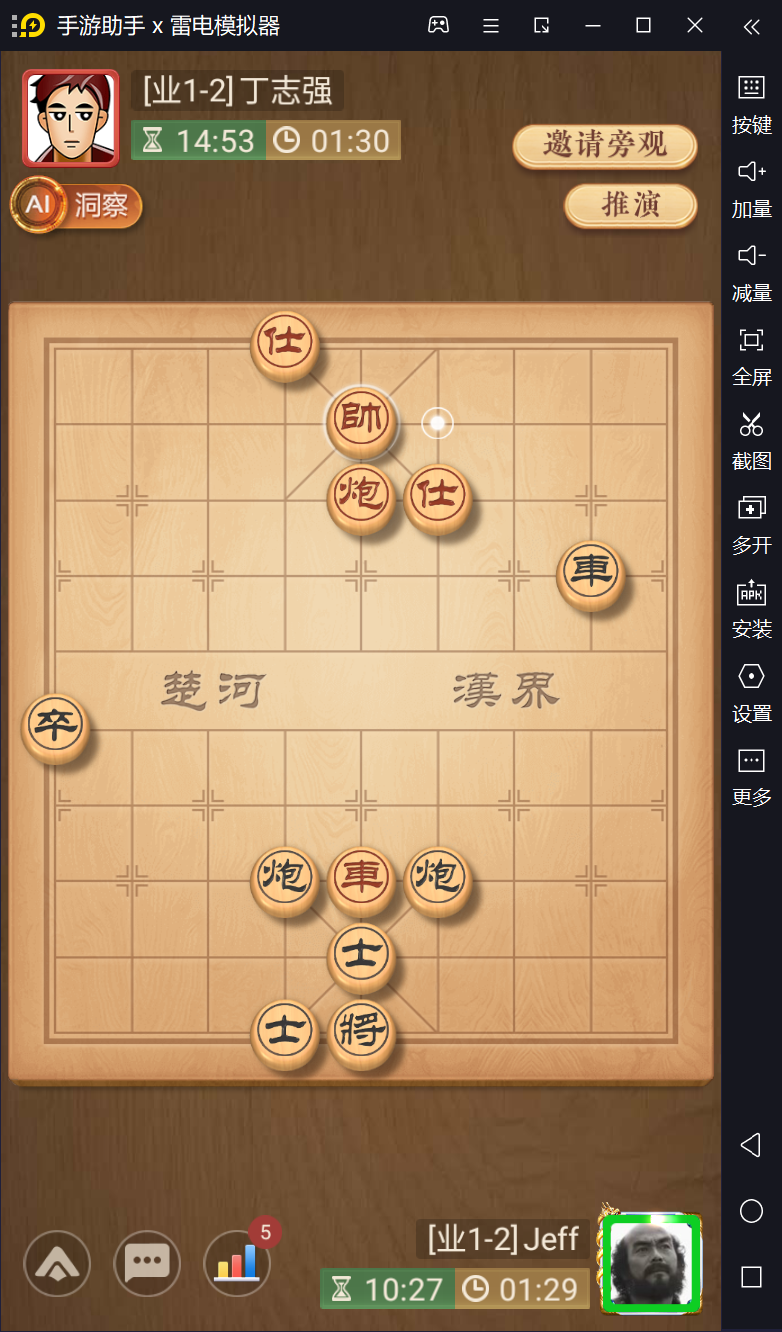 手游助手 x 雷电模拟器
[业1-2]丁志强
14:53 01:30
邀请旁观
AI 洞察
推演
仕
帥
炮 仕
車
楚河 漢界
卒
炮 車 炮
士
士 將
5
[业1-2]Jeff
10:27 01:29
按键
加量
减量
全屏
截图
多开
APK
安装
设置
更多